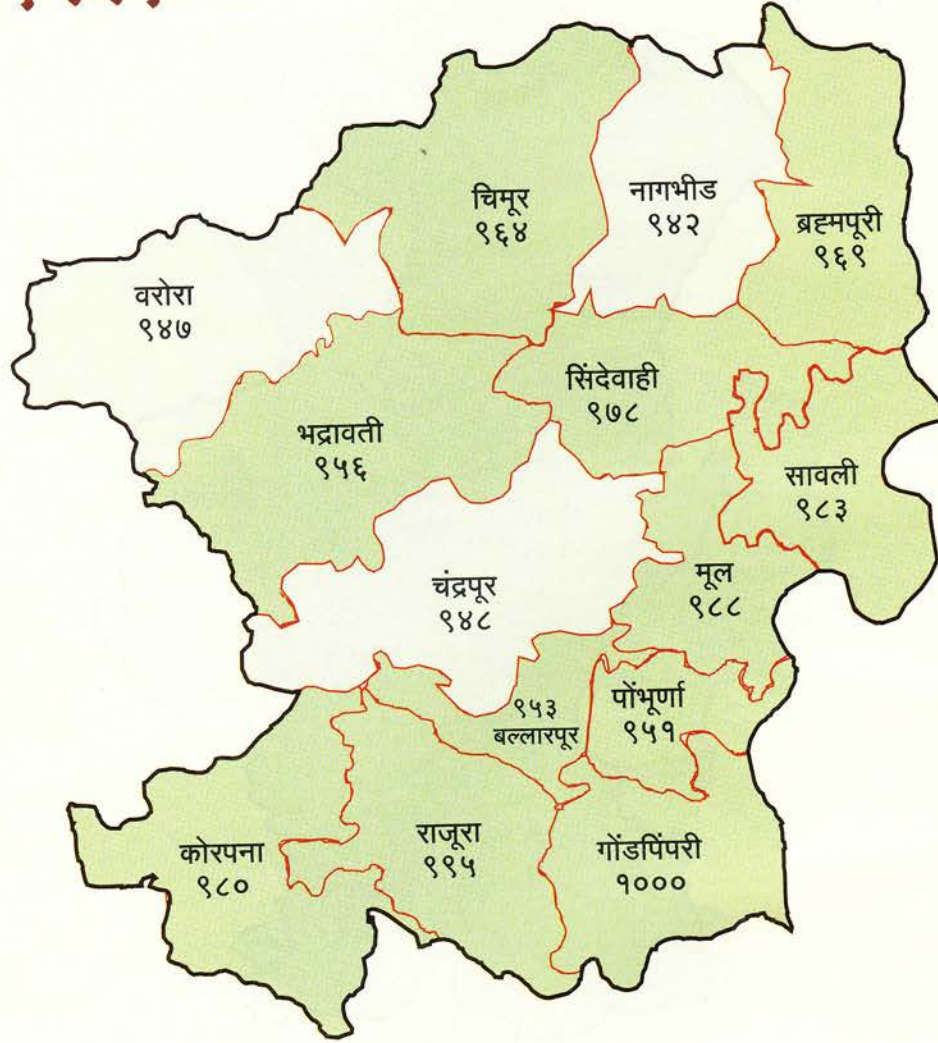 चिमूर
९६४
नागभीड
९४२
ब्रह्मपूरी
९६९
वरोरा
९४७
सिंदेवाही
९७८
भद्रावती
९५६
सावली
९८३
चंद्रपूर
९४८
मूल
९८८
९५३
बल्लारपूर
पोंभूर्णा
९५१
कोरपना
९८०
राजूरा
९९५
गोंडपिंपरी
१०००